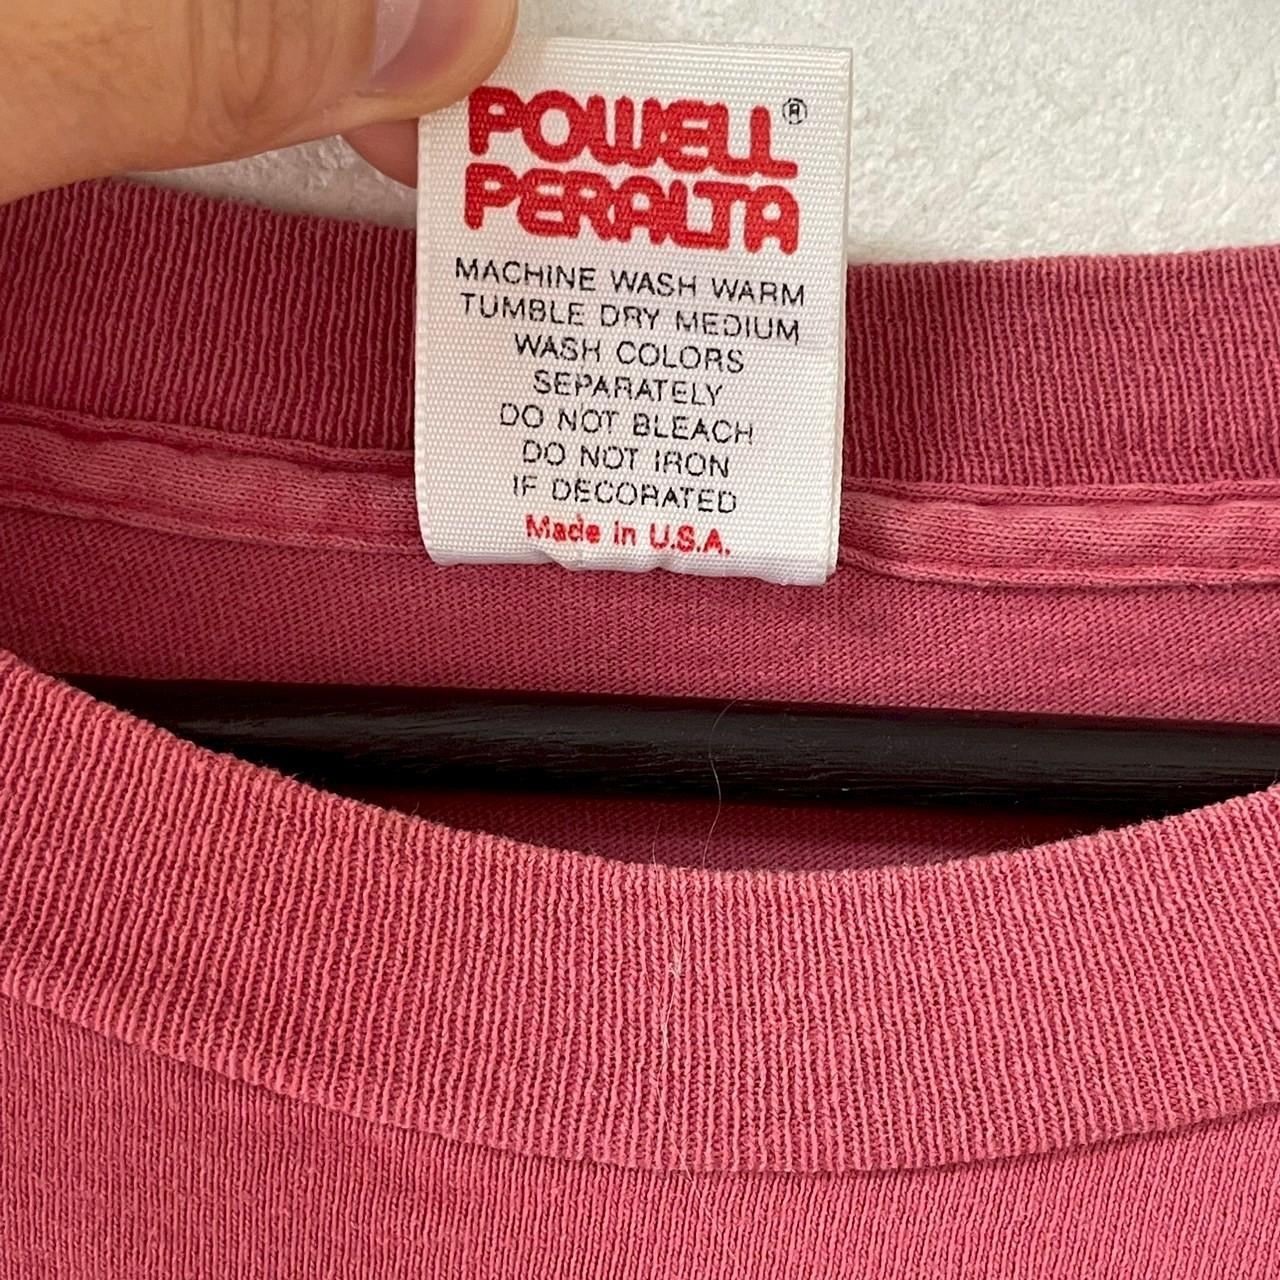 POWELL®
PERALTA
MACHINE WASH WARM
TUMBLE DRY MEDIUM
WASH COLORS
SEPARATELY
DO NOT BLEACH
DO NOT IRON
IF DECORATED
Made in U.S.A.